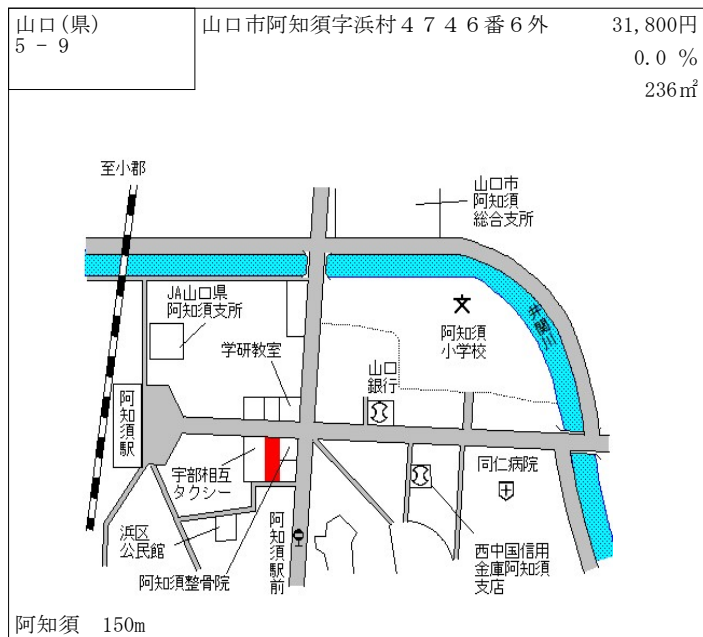 山口(県)
5 - 9
山口市阿知須字浜村4746番6外
31,800円
0.0 %
236㎡
至小郡
山口市
阿知須
総合支所
JA山口県
阿知須支所
井関川
阿知須
小学校
学研教室
山口
銀行
阿知須駅
宇部相互
タクシー
同仁病院
浜区
公民館
阿知須整骨院
阿知須駅前
西中国信用
金庫阿知須
支店
阿知須 150m